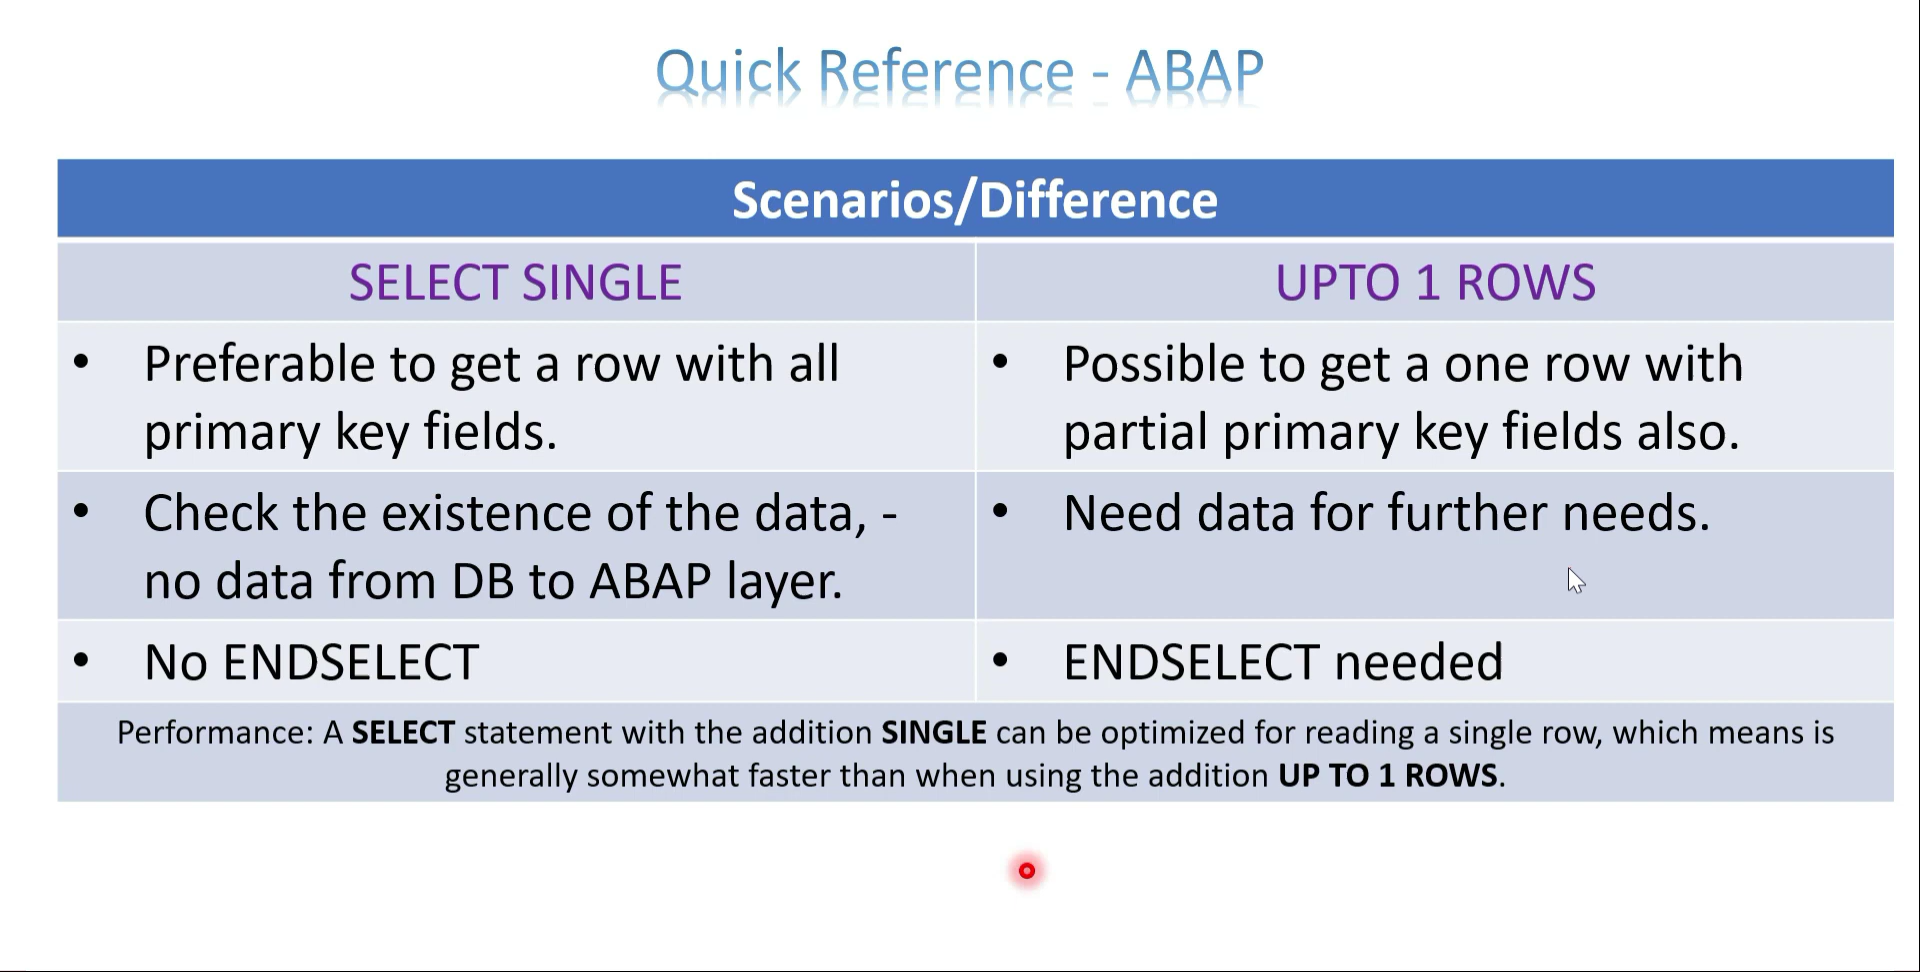 Quick Reference - ABAP
Scenarios/Difference
SELECT SINGLE
UPTO 1 ROWS
• Preferable to get a row with all
primary key fields.
• Possible to get a one row with
partial primary key fields also.
• Check the existence of the data, -
no data from DB to ABAP layer.
• Need data for further needs.
• No ENDSELECT
• ENDSELECT needed
Performance: A SELECT statement with the addition SINGLE can be optimized for reading a single row, which means is
generally somewhat faster than when using the addition UP TO 1 ROWS.